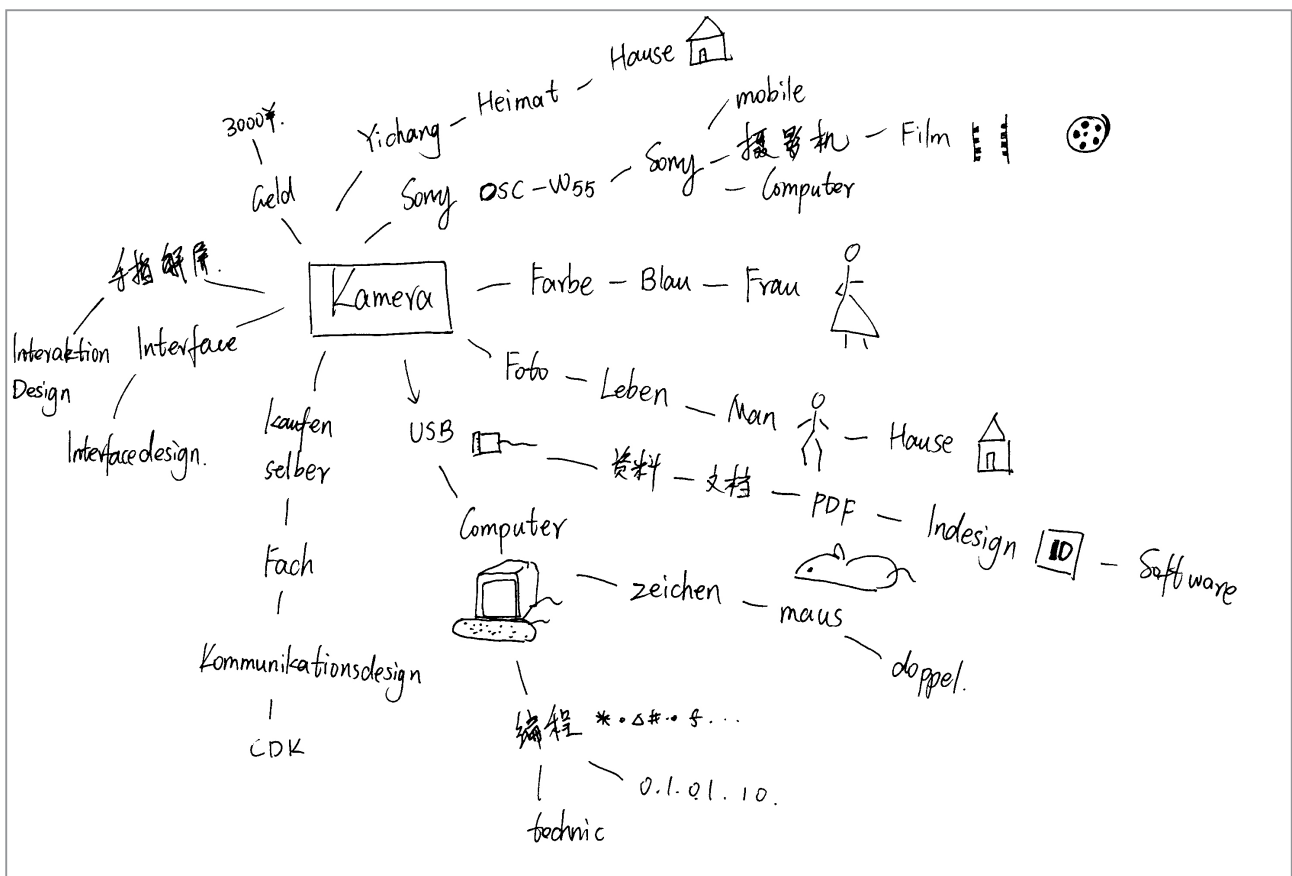 Hause
mobile
3000¥.
Yichang
Heimat
Sony
摄影机
Film
Computer
Geld
Sony DSC-W55
手指解屏.
Kamera
Farbe
Blau
Frau
Interaktion
Design
Interface
Foto
Leben
Man
Hause
Interfacedesign.
kaufen
selber
USB
资料
文档
PDF
Indesign
ID
Software
Computer
Fach
zeichen
maus
doppel.
Kommunikationsdesign
CDK
编程
0.1.01.10.
technic